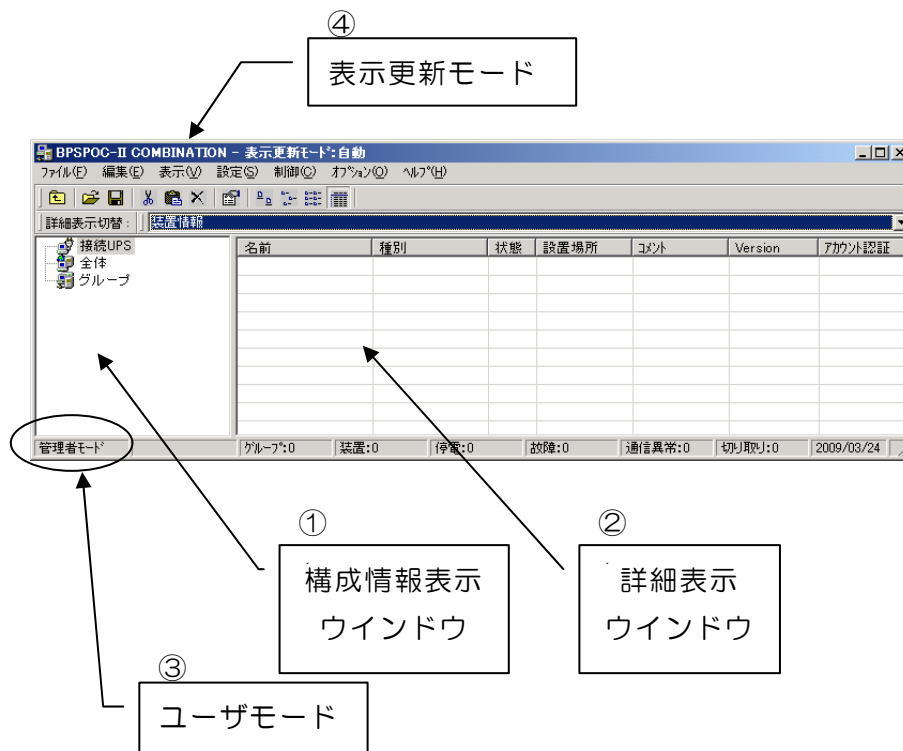 ④
表示更新モード
BPSPOC-II COMBINATION - 表示更新ﾓｰﾄﾞ:自動
ﾌｧｲﾙ(F) 編集(E) 表示(V) 設定(S) 制御(C) ｵﾌﾟｼｮﾝ(O) ﾍﾙﾌﾟ(H)
詳細表示切替: 装置情報
接続UPS
全体
グループ
名前 種別 状態 設置場所 ｺﾒﾝﾄ Version ｱｶｳﾝﾄ認証
管理者ﾓｰﾄﾞ ｸﾞﾙｰﾌﾟ:0 装置:0 停電:0 故障:0 通信異常:0 切り取り:0 2009/03/24
①
構成情報表示
ウインドウ
②
詳細表示
ウインドウ
③
ユーザモード